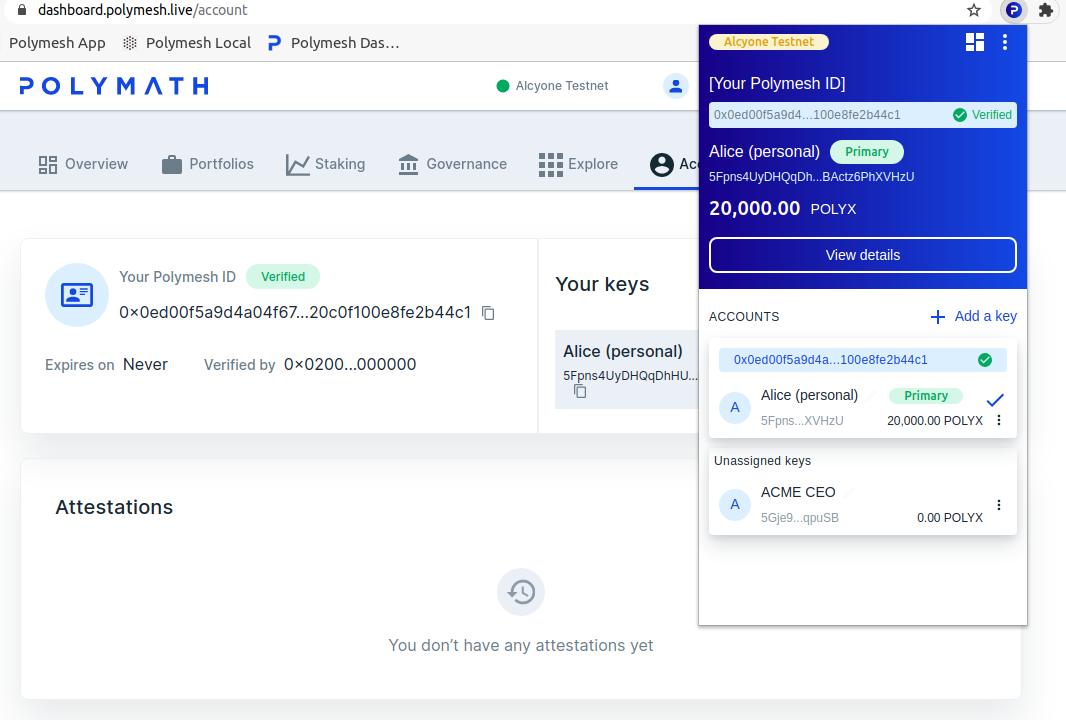 dashboard.polymesh.live/account
Polymesh App Polymesh Local Polymesh Das…
POLYMATH Alcyone Testnet
Overview Portfolios Staking Governance Explore
Your Polymesh ID Verified
0×0ed00f5a9d4a04f67...20c0f100e8fe2b44c1
Expires on Never Verified by 0×0200...000000
Your keys
Alice (personal)
5Fpns4UyDHQqDhHU...
Attestations
You don’t have any attestations yet
Alcyone Testnet
[Your Polymesh ID]
0x0ed00f5a9d4...100e8fe2b44c1 Verified
Alice (personal) Primary
5Fpns4UyDHQqDh...BActz6PhXVHzU
20,000.00 POLYX
View details
ACCOUNTS Add a key
0x0ed00f5a9d4a...100e8fe2b44c1
A Alice (personal) Primary
5Fpns...XVHzU 20,000.00 POLYX
Unassigned keys
A ACME CEO
5Gje9...qpuSB 0.00 POLYX